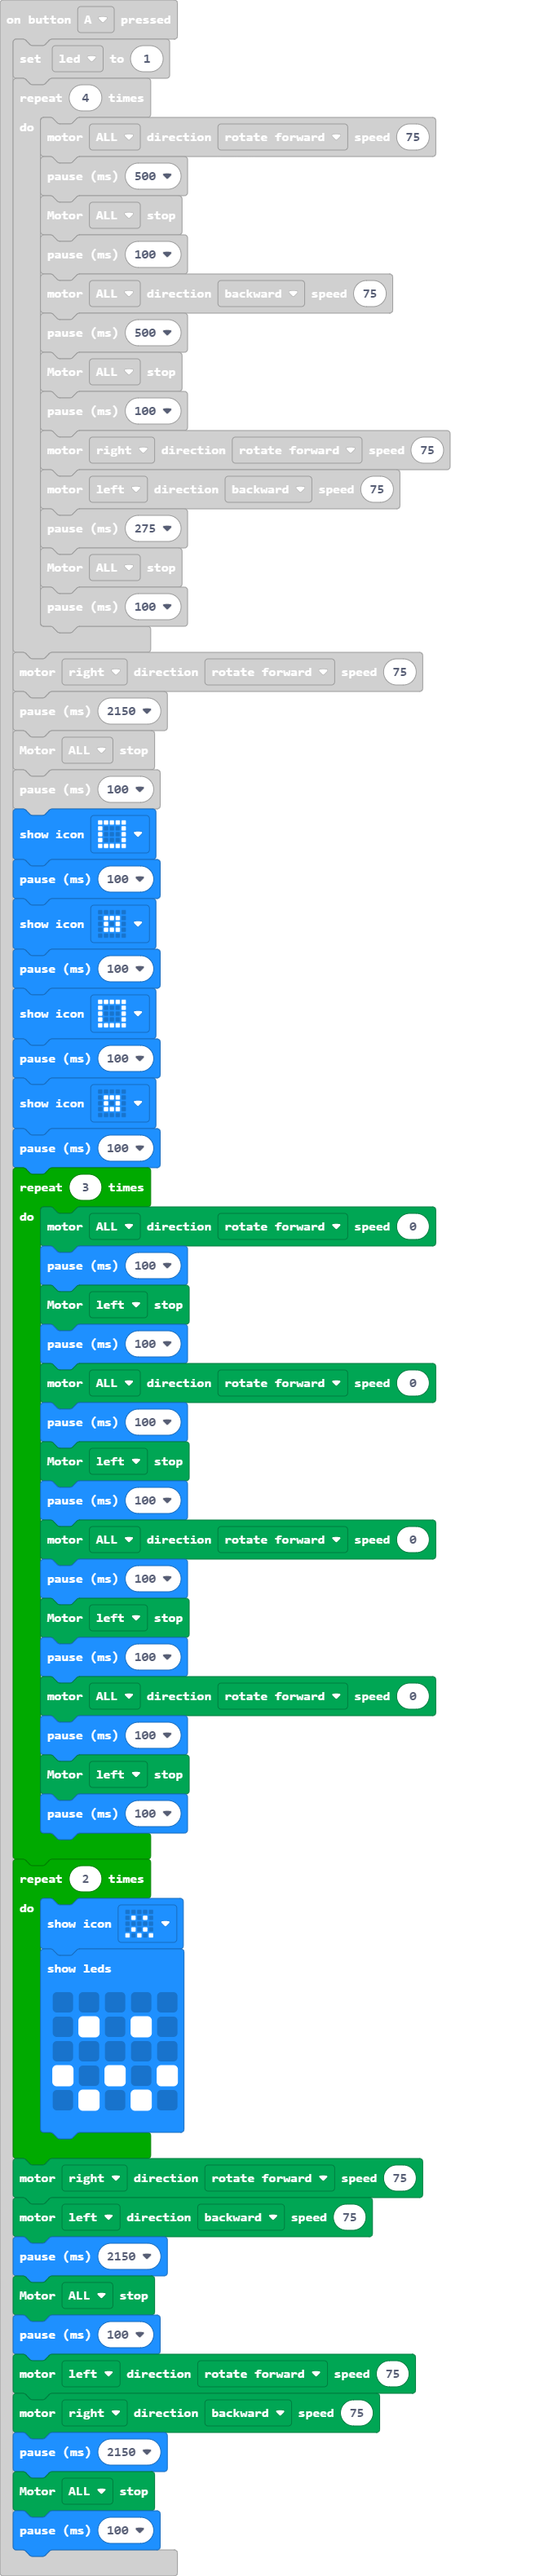 on button A pressed
set led to 1
repeat 4 times
do
motor ALL direction rotate forward speed 75
pause (ms) 500
Motor ALL stop
pause (ms) 100
motor ALL direction backward speed 75
pause (ms) 500
Motor ALL stop
pause (ms) 100
motor right direction rotate forward speed 75
motor left direction backward speed 75
pause (ms) 275
Motor ALL stop
pause (ms) 100
motor right direction rotate forward speed 75
pause (ms) 2150
Motor ALL stop
pause (ms) 100
show icon
pause (ms) 100
show icon
pause (ms) 100
show icon
pause (ms) 100
show icon
pause (ms) 100
repeat 3 times
do
motor ALL direction rotate forward speed 0
pause (ms) 100
Motor left stop
pause (ms) 100
motor ALL direction rotate forward speed 0
pause (ms) 100
Motor left stop
pause (ms) 100
motor ALL direction rotate forward speed 0
pause (ms) 100
Motor left stop
pause (ms) 100
motor ALL direction rotate forward speed 0
pause (ms) 100
Motor left stop
pause (ms) 100
repeat 2 times
do
show icon
show leds
motor right direction rotate forward speed 75
motor left direction backward speed 75
pause (ms) 2150
Motor ALL stop
pause (ms) 100
motor left direction rotate forward speed 75
motor right direction backward speed 75
pause (ms) 2150
Motor ALL stop
pause (ms) 100